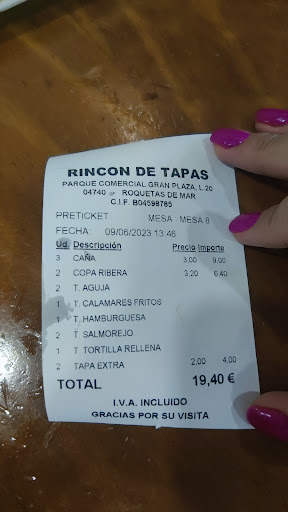 RINCON DE TAPAS
PARQUE COMERCIAL GRAN PLAZA, L 20
04740 - ROQUETAS DE MAR
C.I.F. B04598785
PRETICKET MESA MESA 8
FECHA: 09/06/2023 13:46
Ud. Descripción Precio Importe
3 CAÑA 3,00 9,00
2 COPA RIBERA 3,20 6,40
2 T. AGUJA
1 T. CALAMARES FRITOS
1 T. HAMBURGUESA
2 T. SALMOREJO
1 T. TORTILLA RELLENA
2 TAPA EXTRA 2,00 4,00
TOTAL 19,40 €
I.V.A. INCLUIDO
GRACIAS POR SU VISITA